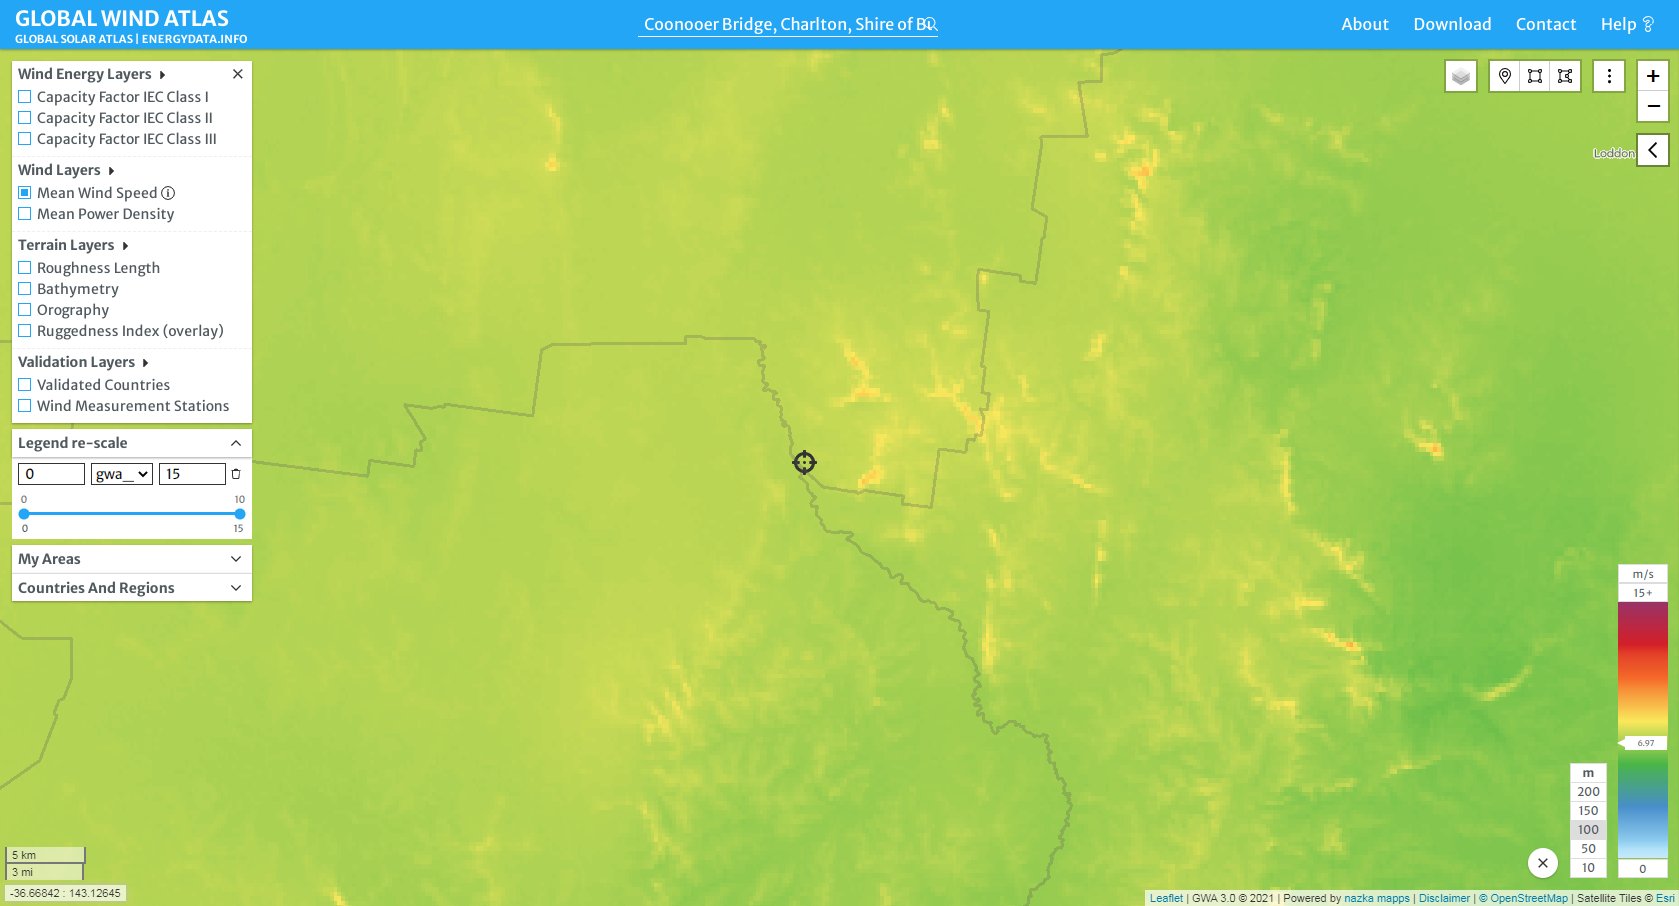 GLOBAL WIND ATLAS
GLOBAL SOLAR ATLAS | ENERGYDATA.INFO
Coonooer Bridge, Charlton, Shire of B
About
Download
Contact
Help
Wind Energy Layers
Capacity Factor IEC Class I
Capacity Factor IEC Class II
Capacity Factor IEC Class III
Wind Layers
Mean Wind Speed
Mean Power Density
Terrain Layers
Roughness Length
Bathymetry
Orography
Ruggedness Index (overlay)
Validation Layers
Validated Countries
Wind Measurement Stations
Legend re-scale
0 gwa_ 15
0 10
0 15
My Areas
Countries And Regions
+
−
Loddon
m/s
15+
6.97
0
m
200
150
100
50
10
5 km
3 mi
-36.66842 : 143.12645
Leaflet | GWA 3.0 © 2021 | Powered by nazka mapps | Disclaimer | © OpenStreetMap | Satellite Tiles © Esri